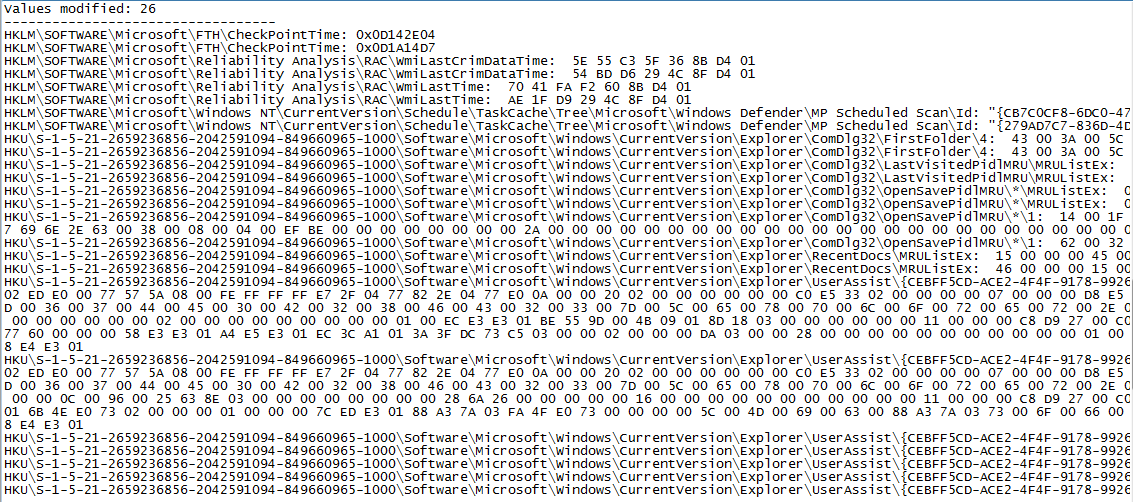 Values modified: 26
----------------------------------
HKLM\SOFTWARE\Microsoft\FTH\CheckPointTime: 0x0D142E04
HKLM\SOFTWARE\Microsoft\FTH\CheckPointTime: 0x0D1A14D7
HKLM\SOFTWARE\Microsoft\Reliability Analysis\RAC\WmiLastCrimDataTime:  5E 55 C3 5F 36 8B D4 01
HKLM\SOFTWARE\Microsoft\Reliability Analysis\RAC\WmiLastCrimDataTime:  54 BD D6 29 4C 8F D4 01
HKLM\SOFTWARE\Microsoft\Reliability Analysis\RAC\WmiLastTime:  70 41 FA F2 60 8B D4 01
HKLM\SOFTWARE\Microsoft\Reliability Analysis\RAC\WmiLastTime:  AE 1F D9 29 4C 8F D4 01
HKLM\SOFTWARE\Microsoft\Windows NT\CurrentVersion\Schedule\TaskCache\Tree\Microsoft\Windows Defender\MP Scheduled Scan\Id: "{CB7C0CF8-6DC0-47
HKLM\SOFTWARE\Microsoft\Windows NT\CurrentVersion\Schedule\TaskCache\Tree\Microsoft\Windows Defender\MP Scheduled Scan\Id: "{279AD7C7-836D-4D
HKU\S-1-5-21-2659236856-2042591094-849660965-1000\Software\Microsoft\Windows\CurrentVersion\Explorer\ComDlg32\FirstFolder\4:  43 00 3A 00 5C
HKU\S-1-5-21-2659236856-2042591094-849660965-1000\Software\Microsoft\Windows\CurrentVersion\Explorer\ComDlg32\FirstFolder\4:  43 00 3A 00 5C
HKU\S-1-5-21-2659236856-2042591094-849660965-1000\Software\Microsoft\Windows\CurrentVersion\Explorer\ComDlg32\LastVisitedPidlMRU\MRUListEx:
HKU\S-1-5-21-2659236856-2042591094-849660965-1000\Software\Microsoft\Windows\CurrentVersion\Explorer\ComDlg32\LastVisitedPidlMRU\MRUListEx:
HKU\S-1-5-21-2659236856-2042591094-849660965-1000\Software\Microsoft\Windows\CurrentVersion\Explorer\ComDlg32\OpenSavePidlMRU\*\MRUListEx:  0
HKU\S-1-5-21-2659236856-2042591094-849660965-1000\Software\Microsoft\Windows\CurrentVersion\Explorer\ComDlg32\OpenSavePidlMRU\*\MRUListEx:  0
HKU\S-1-5-21-2659236856-2042591094-849660965-1000\Software\Microsoft\Windows\CurrentVersion\Explorer\ComDlg32\OpenSavePidlMRU\*\1:  14 00 1F
7 69 6E 2E 63 00 38 00 08 00 04 00 EF BE 00 00 00 00 00 00 00 00 2A 00 00 00 00 00 00 00 00 00 00 00 00 00 00 00 00 00 00 00 00 00 00 00 00 0
HKU\S-1-5-21-2659236856-2042591094-849660965-1000\Software\Microsoft\Windows\CurrentVersion\Explorer\ComDlg32\OpenSavePidlMRU\*\1:  62 00 32
HKU\S-1-5-21-2659236856-2042591094-849660965-1000\Software\Microsoft\Windows\CurrentVersion\Explorer\RecentDocs\MRUListEx:  15 00 00 00 45 00
HKU\S-1-5-21-2659236856-2042591094-849660965-1000\Software\Microsoft\Windows\CurrentVersion\Explorer\RecentDocs\MRUListEx:  46 00 00 00 15 00
HKU\S-1-5-21-2659236856-2042591094-849660965-1000\Software\Microsoft\Windows\CurrentVersion\Explorer\UserAssist\{CEBFF5CD-ACE2-4F4F-9178-9926
02 ED E0 00 77 57 5A 08 00 FE FF FF FF E7 2F 04 77 82 2E 04 77 E0 0A 00 00 20 02 00 00 00 00 00 00 C0 E5 33 02 00 00 00 00 07 00 00 00 D8 E5
D 00 36 00 37 00 44 00 45 00 30 00 42 00 32 00 38 00 46 00 43 00 32 00 33 00 7D 00 5C 00 65 00 78 00 70 00 6C 00 6F 00 72 00 65 00 72 00 2E 0
 00 00 00 00 00 00 02 00 00 00 00 00 00 00 00 01 00 EC E3 E3 01 BE 55 9D 00 4B 09 01 8D 18 03 00 00 00 00 00 00 11 00 00 00 C8 D9 27 00 C0
77 60 00 00 00 58 E3 E3 01 A4 E5 E3 01 EC 3C A1 01 3A 3F DC 73 C5 03 00 00 02 00 00 00 DA 03 00 00 28 00 00 00 00 00 00 00 00 00 00 01 00 00
8 E4 E3 01
HKU\S-1-5-21-2659236856-2042591094-849660965-1000\Software\Microsoft\Windows\CurrentVersion\Explorer\UserAssist\{CEBFF5CD-ACE2-4F4F-9178-9926
02 ED E0 00 77 57 5A 08 00 FE FF FF FF E7 2F 04 77 82 2E 04 77 E0 0A 00 00 20 02 00 00 00 00 00 00 C0 E5 33 02 00 00 00 00 07 00 00 00 D8 E5
D 00 36 00 37 00 44 00 45 00 30 00 42 00 32 00 38 00 46 00 43 00 32 00 33 00 7D 00 5C 00 65 00 78 00 70 00 6C 00 6F 00 72 00 65 00 72 00 2E 0
 00 00 0C 00 96 00 25 63 8E 03 00 00 00 00 00 00 00 28 6A 26 00 00 00 00 00 16 00 00 00 00 00 00 00 00 00 00 00 11 00 00 00 C8 D9 27 00 C0
01 6B 4E E0 73 02 00 00 00 01 00 00 00 7C ED E3 01 88 A3 7A 03 FA 4F E0 73 00 00 00 00 5C 00 4D 00 69 00 63 00 88 A3 7A 03 73 00 6F 00 66 00
8 E4 E3 01
HKU\S-1-5-21-2659236856-2042591094-849660965-1000\Software\Microsoft\Windows\CurrentVersion\Explorer\UserAssist\{CEBFF5CD-ACE2-4F4F-9178-9926
HKU\S-1-5-21-2659236856-2042591094-849660965-1000\Software\Microsoft\Windows\CurrentVersion\Explorer\UserAssist\{CEBFF5CD-ACE2-4F4F-9178-9926
HKU\S-1-5-21-2659236856-2042591094-849660965-1000\Software\Microsoft\Windows\CurrentVersion\Explorer\UserAssist\{CEBFF5CD-ACE2-4F4F-9178-9926
HKU\S-1-5-21-2659236856-2042591094-849660965-1000\Software\Microsoft\Windows\CurrentVersion\Explorer\UserAssist\{CEBFF5CD-ACE2-4F4F-9178-9926
HKU\S-1-5-21-2659236856-2042591094-849660965-1000\Software\Microsoft\Windows\CurrentVersion\Explorer\UserAssist\{CEBFF5CD-ACE2-4F4F-9178-9926